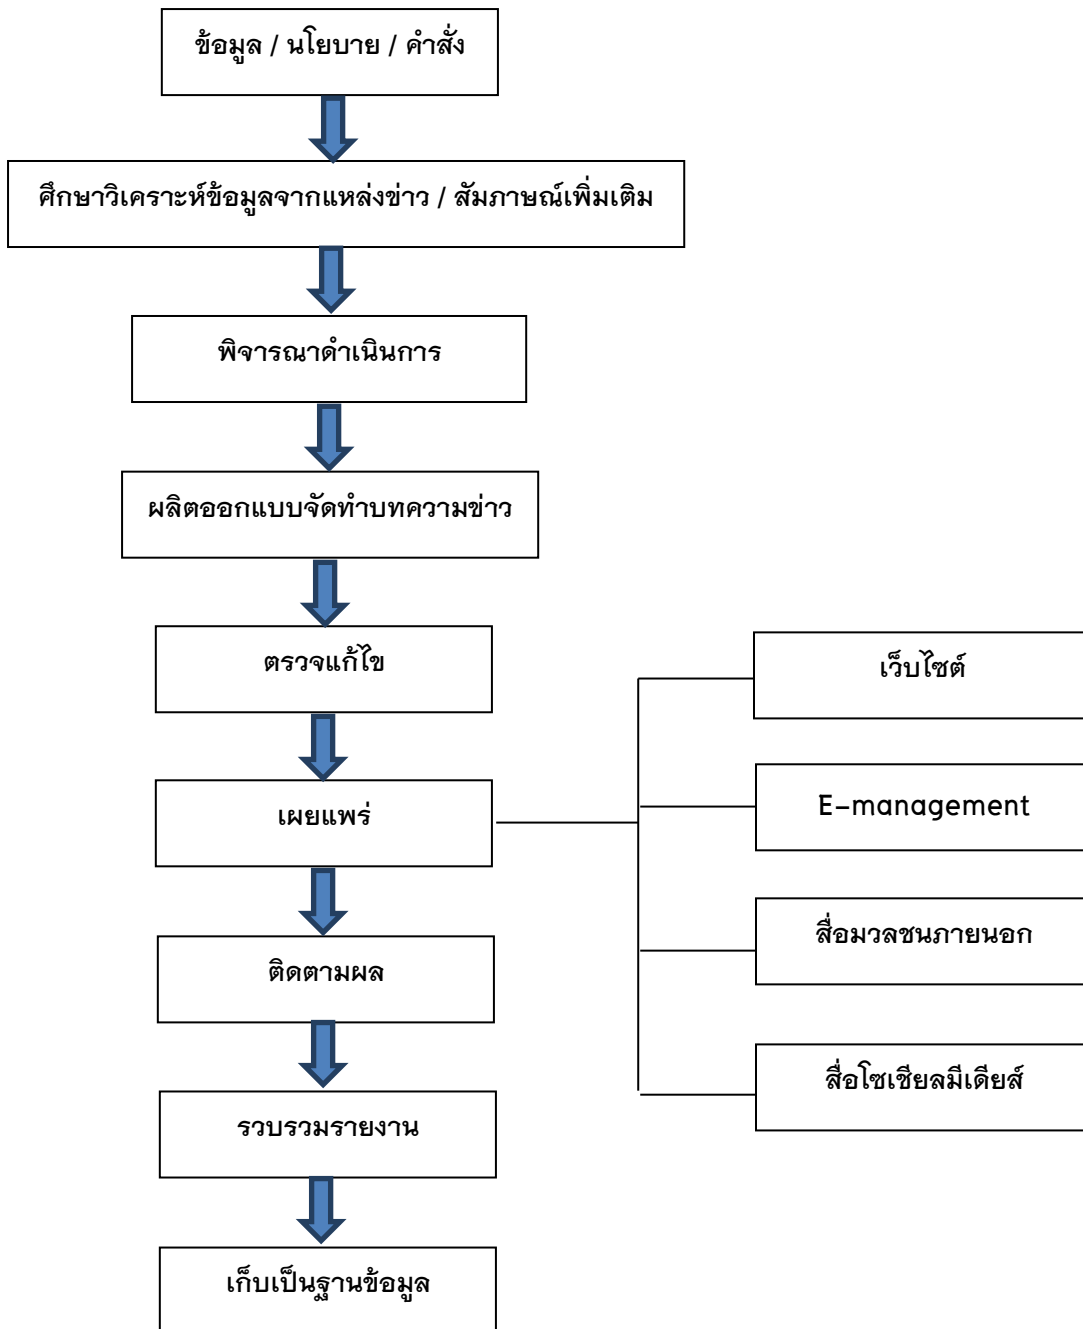 ข้อมูล / นโยบาย / คำสั่ง
ศึกษาวิเคราะห์ข้อมูลจากแหล่งข่าว / สัมภาษณ์เพิ่มเติม
พิจารณาดำเนินการ
ผลิตออกแบบจัดทำบทความข่าว
ตรวจแก้ไข
เผยแพร่
ติดตามผล
รวบรวมรายงาน
เก็บเป็นฐานข้อมูล
เว็บไซต์
E-management
สื่อมวลชนภายนอก
สื่อโซเชียลมีเดียส์